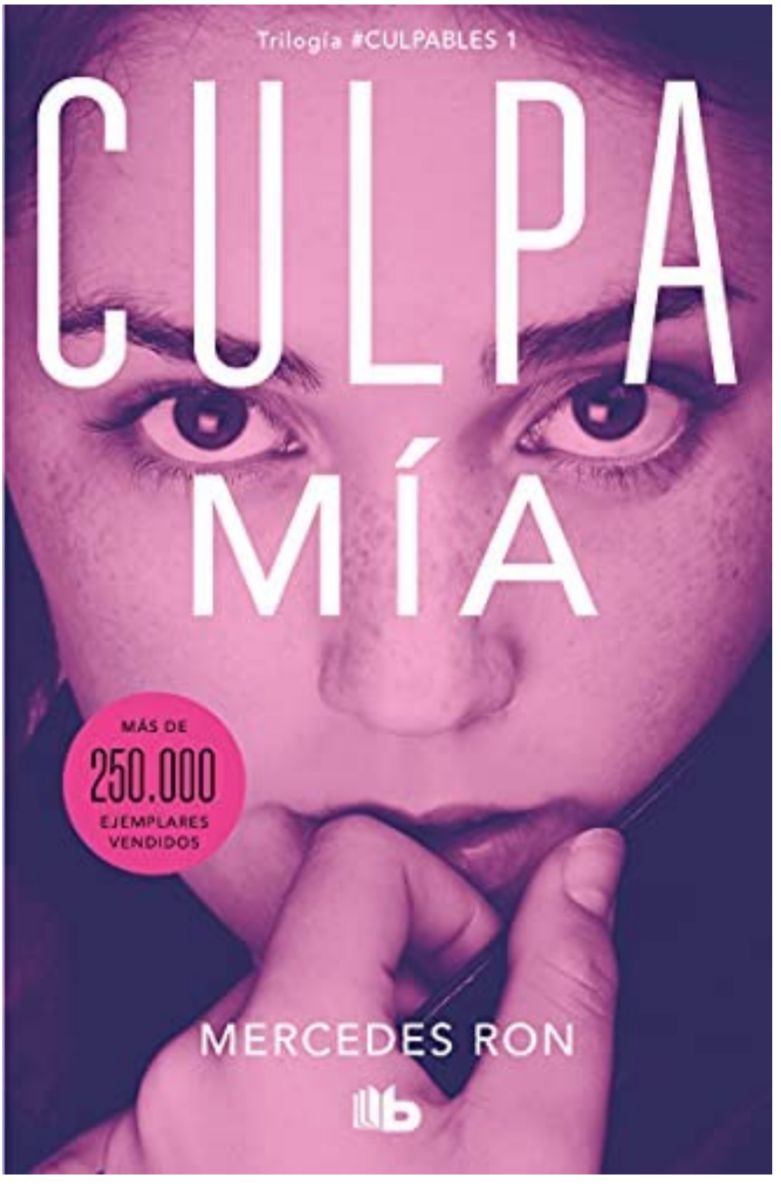 Trilogía #CULPABLES 1
CULPA
MÍA
MÁS DE
250.000
EJEMPLARES
VENDIDOS
MERCEDES RON
b